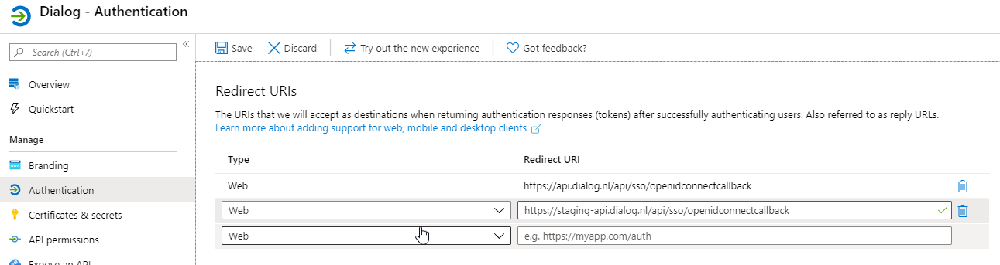 Dialog - Authentication
Search (Ctrl+/)
«
Save
Discard
Try out the new experience
Got feedback?
Overview
Quickstart
Manage
Branding
Authentication
Certificates & secrets
API permissions
Expose an API
Redirect URIs
The URIs that we will accept as destinations when returning authentication responses (tokens) after successfully authenticating users. Also referred to as reply URLs.
Learn more about adding support for web, mobile and desktop clients
Type Redirect URI
Web https://api.dialog.nl/api/sso/openidconnectcallback
Web https://staging-api.dialog.nl/api/sso/openidconnectcallback
Web e.g. https://myapp.com/auth